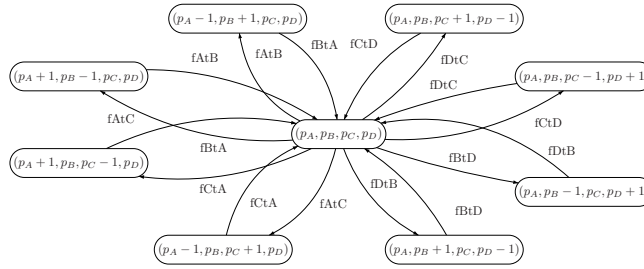 (p_A − 1, p_B + 1, p_C, p_D)
(p_A, p_B, p_C + 1, p_D − 1)
fAtB
fBtA
fCtD
fAtB
fDtC
(p_A + 1, p_B − 1, p_C, p_D)
(p_A, p_B, p_C − 1, p_D + 1)
fDtC
fAtC
(p_A, p_B, p_C, p_D)
fCtD
fBtA
fDtB
(p_A + 1, p_B, p_C − 1, p_D)
fBtD
fCtA
fDtB
(p_A, p_B − 1, p_C, p_D + 1)
fCtA
fAtC
fBtD
(p_A − 1, p_B, p_C + 1, p_D)
(p_A, p_B + 1, p_C, p_D − 1)